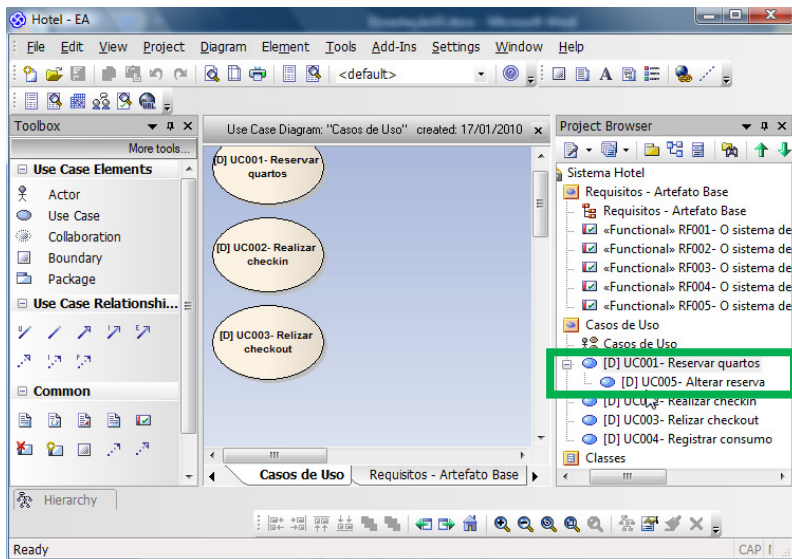 Hotel - EA
File Edit View Project Diagram Element Tools Add-Ins Settings Window Help
<default>
Toolbox
More tools...
Use Case Elements
Actor
Use Case
Collaboration
Boundary
Package
Use Case Relationshi...
Common
Use Case Diagram: "Casos de Uso" created: 17/01/2010
[D] UC001- Reservar
quartos
[D] UC002- Realizar
checkin
[D] UC003- Relizar
checkout
Casos de Uso
Requisitos - Artefato Base
Project Browser
Sistema Hotel
Requisitos - Artefato Base
Requisitos - Artefato Base
«Functional» RF001- O sistema de
«Functional» RF002- O sistema de
«Functional» RF003- O sistema de
«Functional» RF004- O sistema de
«Functional» RF005- O sistema de
Casos de Uso
Casos de Uso
[D] UC001- Reservar quartos
[D] UC005- Alterar reserva
[D] Realizar checkin
[D] UC003- Relizar checkout
[D] UC004- Registrar consumo
Classes
Hierarchy
Ready
CAP